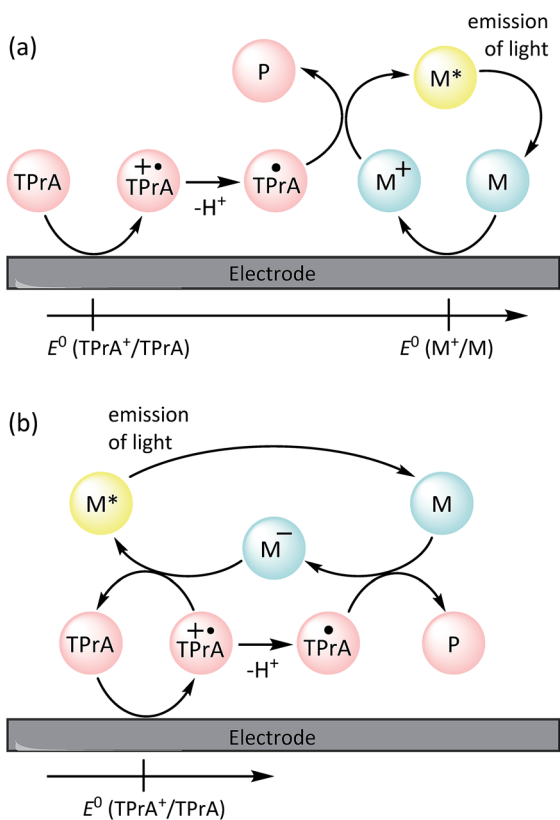 (a)
emission
of light
P
M*
TPrA
+•
TPrA
-H⁺
•
TPrA
M⁺
M
Electrode
E⁰ (TPrA⁺/TPrA)
E⁰ (M⁺/M)
(b)
emission
of light
M*
M
M⁻
TPrA
+•
TPrA
-H⁺
•
TPrA
P
Electrode
E⁰ (TPrA⁺/TPrA)